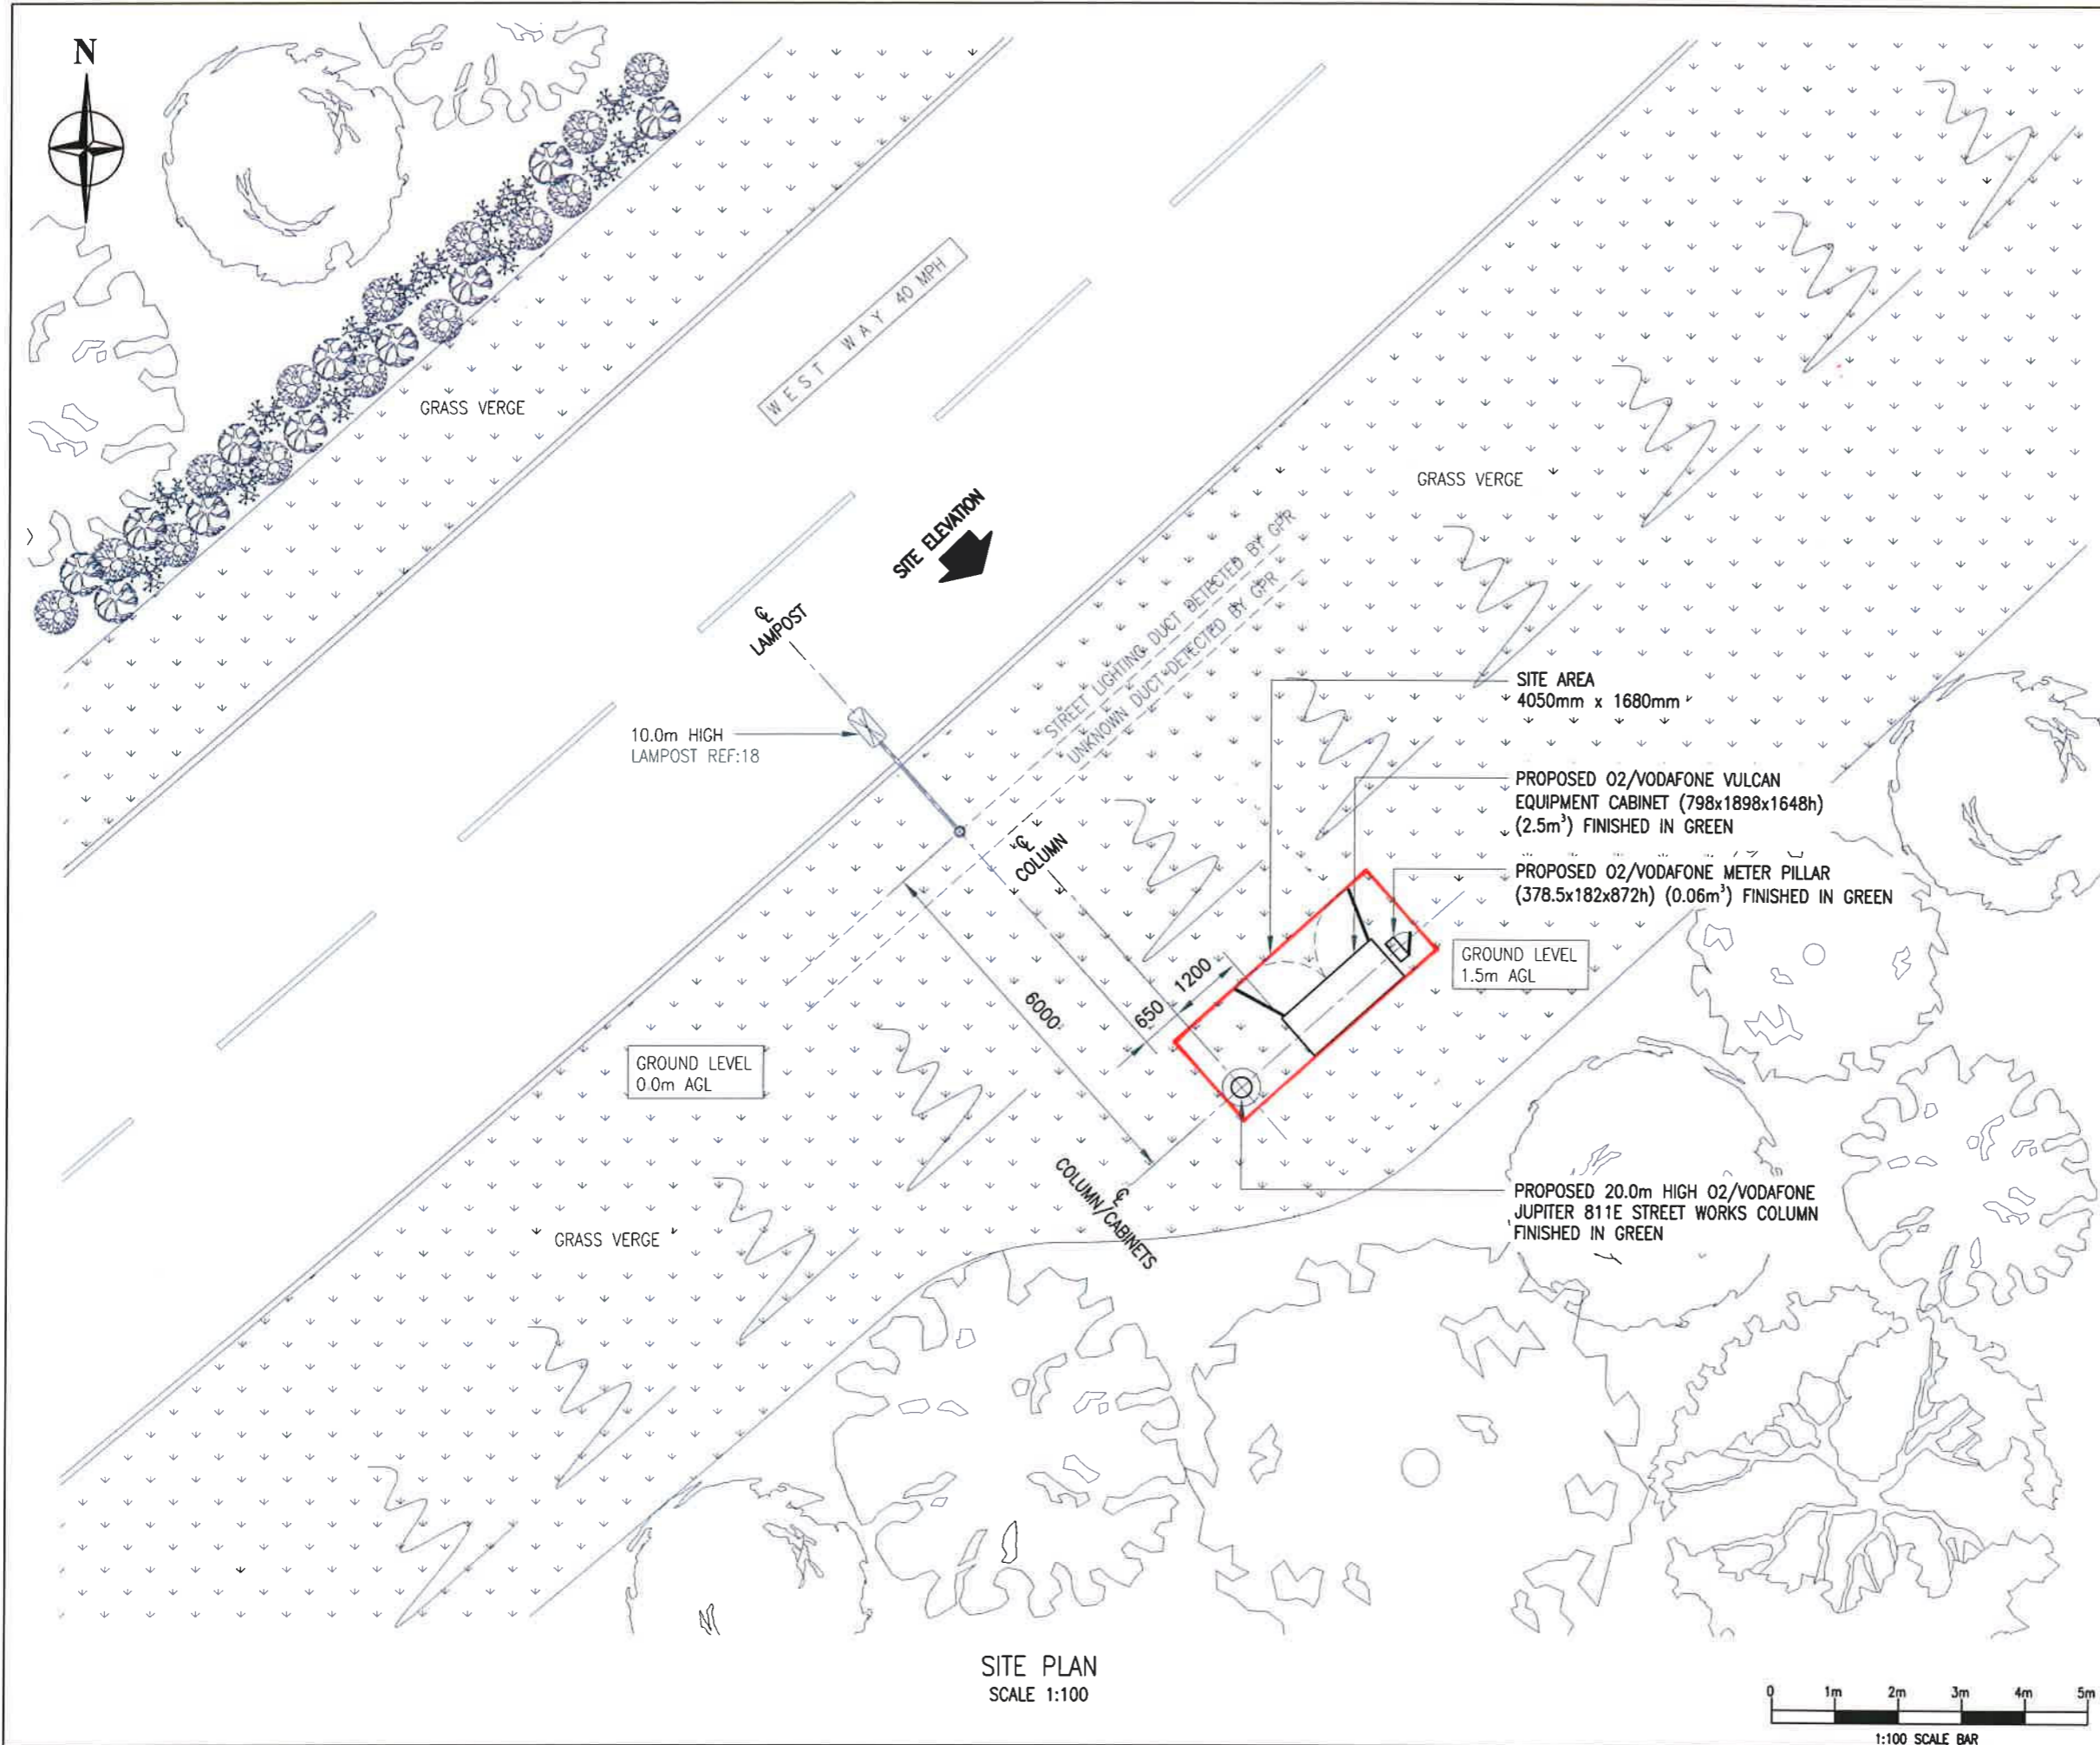 N
WEST WAY 40 MPH
GRASS VERGE
GRASS VERGE
SITE ELEVATION
STREET LIGHTING DUCT DETECTED BY GPR
UNKNOWN DUCT DETECTED BY GPR
℄
LAMPOST
10.0m HIGH
LAMPOST REF:18
SITE AREA
4050mm x 1680mm
PROPOSED O2/VODAFONE VULCAN
EQUIPMENT CABINET (798x1898x1648h)
(2.5m³) FINISHED IN GREEN
PROPOSED O2/VODAFONE METER PILLAR
(378.5x182x872h) (0.06m³) FINISHED IN GREEN
℄
COLUMN
GROUND LEVEL
1.5m AGL
1200
650
6000
GROUND LEVEL
0.0m AGL
℄
COLUMN/CABINETS
PROPOSED 20.0m HIGH O2/VODAFONE
JUPITER 811E STREET WORKS COLUMN
FINISHED IN GREEN
GRASS VERGE
SITE PLAN
SCALE 1:100
0 1m 2m 3m 4m 5m
1:100 SCALE BAR